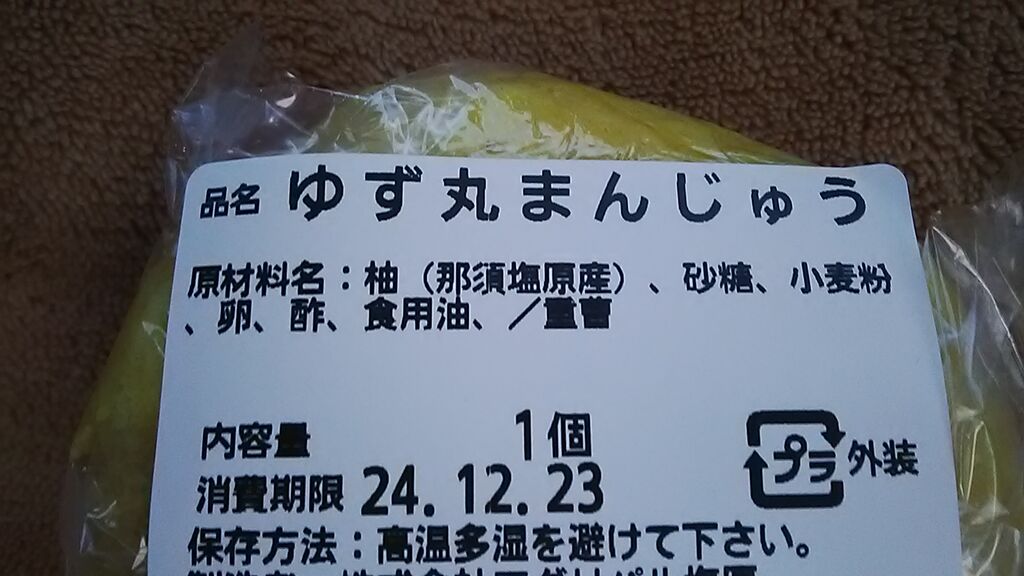 品名 ゆず丸まんじゅう
原材料名：柚（那須塩原産）、砂糖、小麦粉
、卵、酢、食用油、／重曹
内容量 1個
プラ 外装
消費期限 24.12.23
保存方法：高温多湿を避けて下さい。